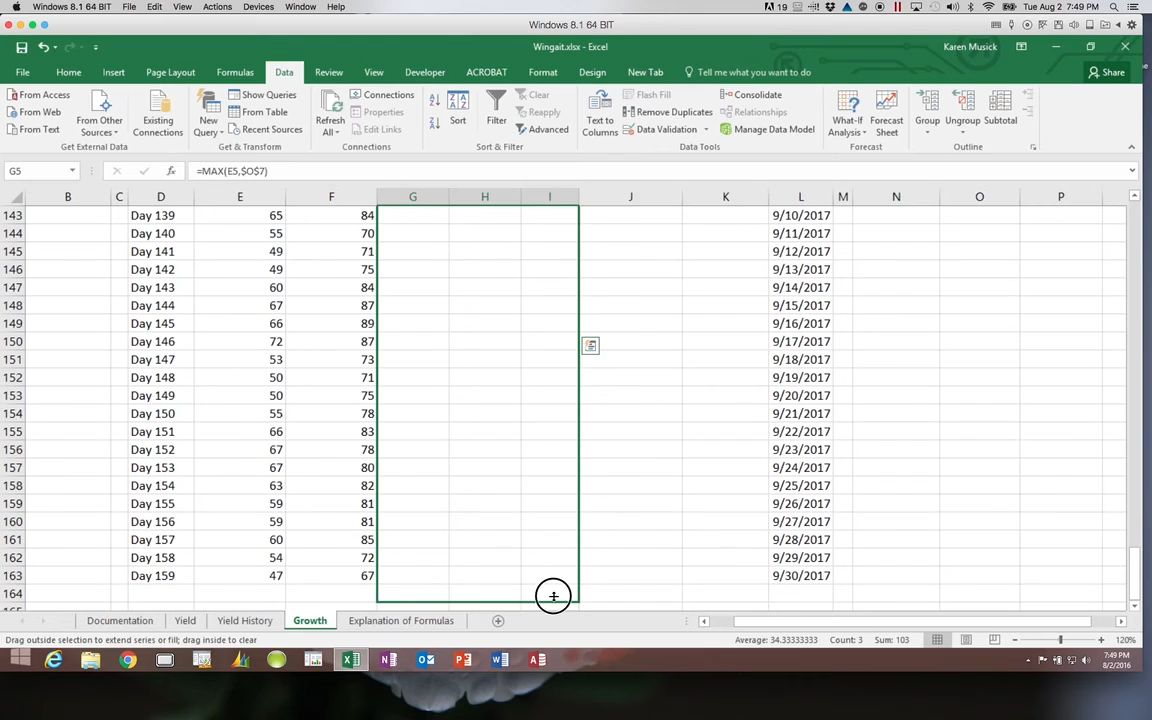 Excel File Edit View Actions Devices Window Help 19 Tue Aug 2 7:49 PM
Windows 8.1 64 BIT
Wingait.xlsx - Excel Karen Musick
File Home Insert Page Layout Formulas Data Review View Developer ACROBAT Format Design New Tab Tell me what you want to do Share
From Access
From Web
From Text
From Other Sources
Existing Connections
Get External Data
New Query
Show Queries
From Table
Recent Sources
Get & Transform
Refresh All
Connections
Properties
Edit Links
Connections
Sort
Filter
Clear
Reapply
Advanced
Sort & Filter
Text to Columns
Flash Fill
Remove Duplicates
Data Validation
Consolidate
Relationships
Manage Data Model
Data Tools
What-If Analysis
Forecast Sheet
Forecast
Group
Ungroup
Subtotal
Outline
G5 fx =MAX(E5,$O$7)
B C D E F G H I J K L M N O P
143 Day 139 65 84 9/10/2017
144 Day 140 55 70 9/11/2017
145 Day 141 49 71 9/12/2017
146 Day 142 49 75 9/13/2017
147 Day 143 60 84 9/14/2017
148 Day 144 67 87 9/15/2017
149 Day 145 66 89 9/16/2017
150 Day 146 72 87 9/17/2017
151 Day 147 53 73 9/18/2017
152 Day 148 50 71 9/19/2017
153 Day 149 50 75 9/20/2017
154 Day 150 55 78 9/21/2017
155 Day 151 66 83 9/22/2017
156 Day 152 67 78 9/23/2017
157 Day 153 67 80 9/24/2017
158 Day 154 63 82 9/25/2017
159 Day 155 59 81 9/26/2017
160 Day 156 59 81 9/27/2017
161 Day 157 60 85 9/28/2017
162 Day 158 54 72 9/29/2017
163 Day 159 47 67 9/30/2017
164
Documentation Yield Yield History Growth Explanation of Formulas
Drag outside selection to extend series or fill; drag inside to clear Average: 34.33333333 Count: 3 Sum: 103 120%
7:49 PM
8/2/2016